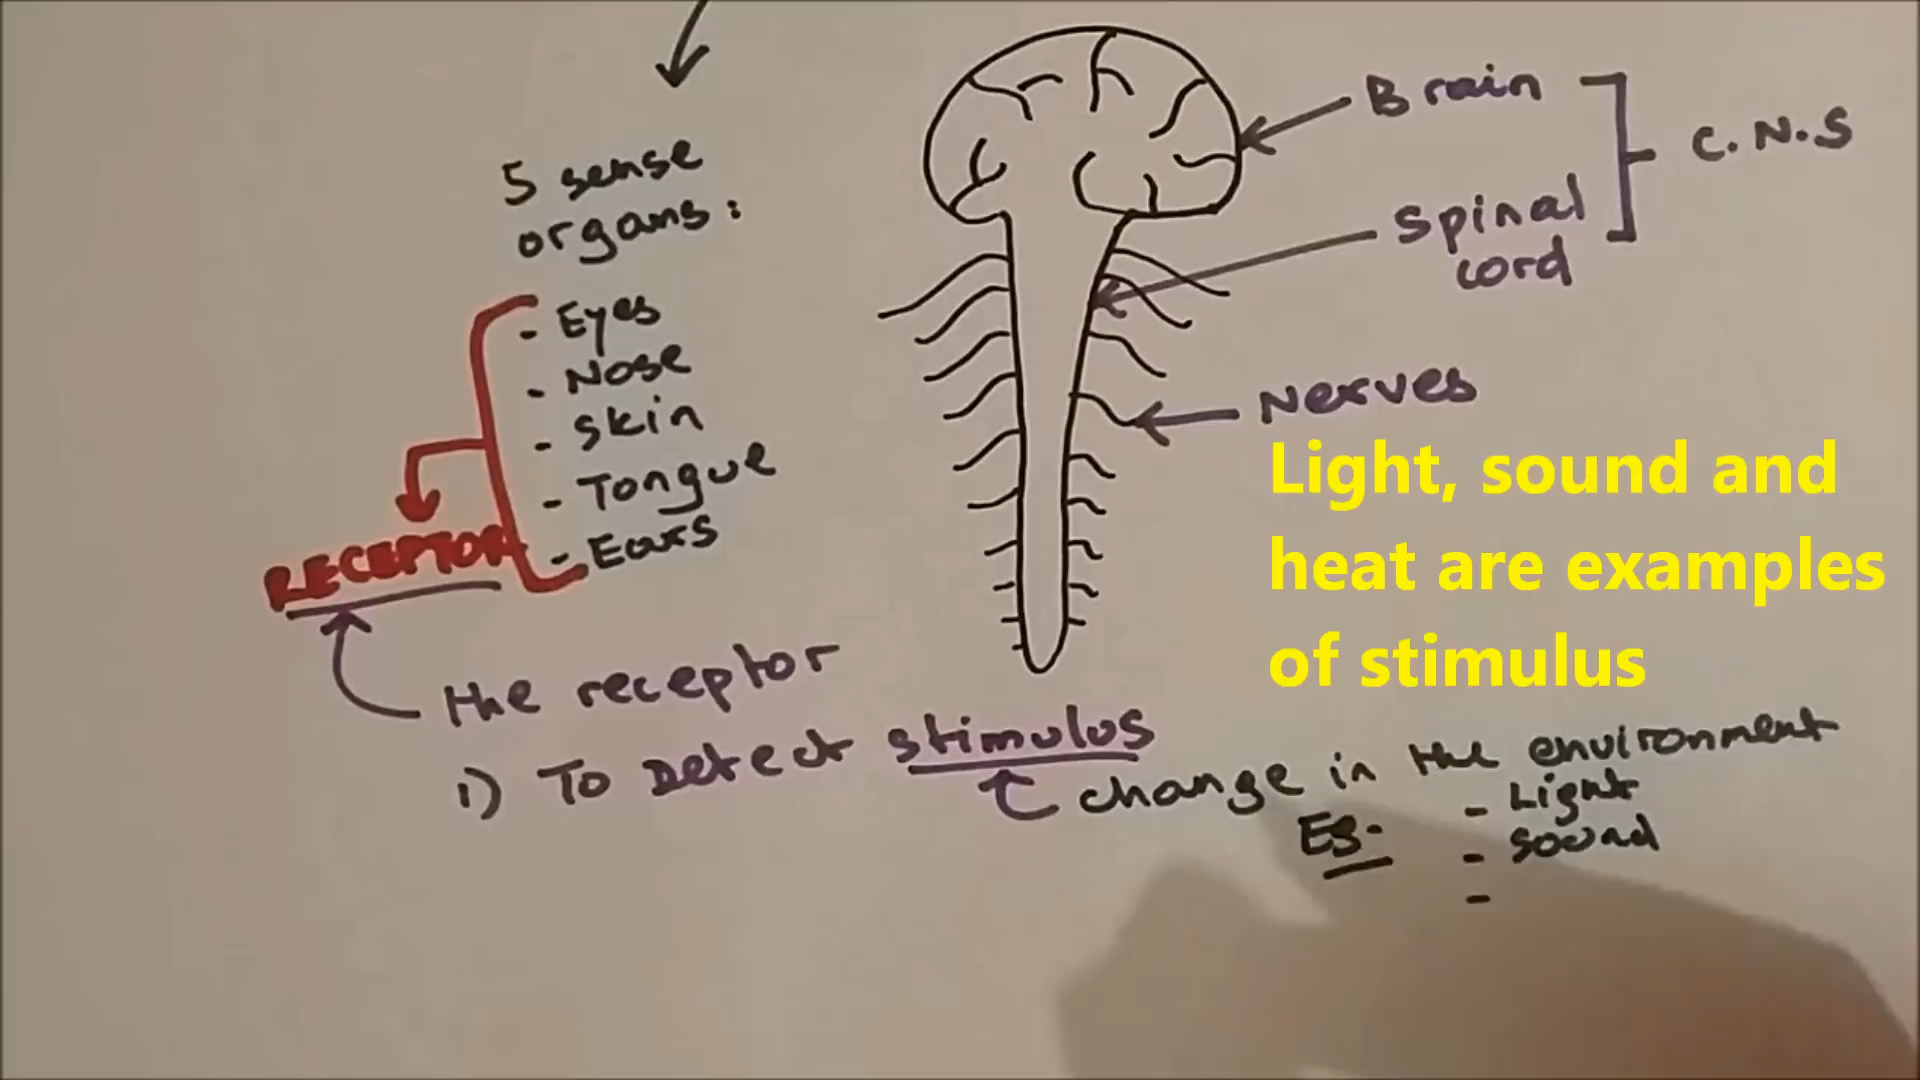 5 sense
organs:
- Eyes
- Nose
- Skin
- Tongue
- Ears
RECEPTOR
Brain
Spinal
cord
C.N.S
Nerves
Light, sound and
heat are examples
of stimulus
the receptor
1) To Detect stimulus
change in the environment
Eg.
- Light
- Sound
-